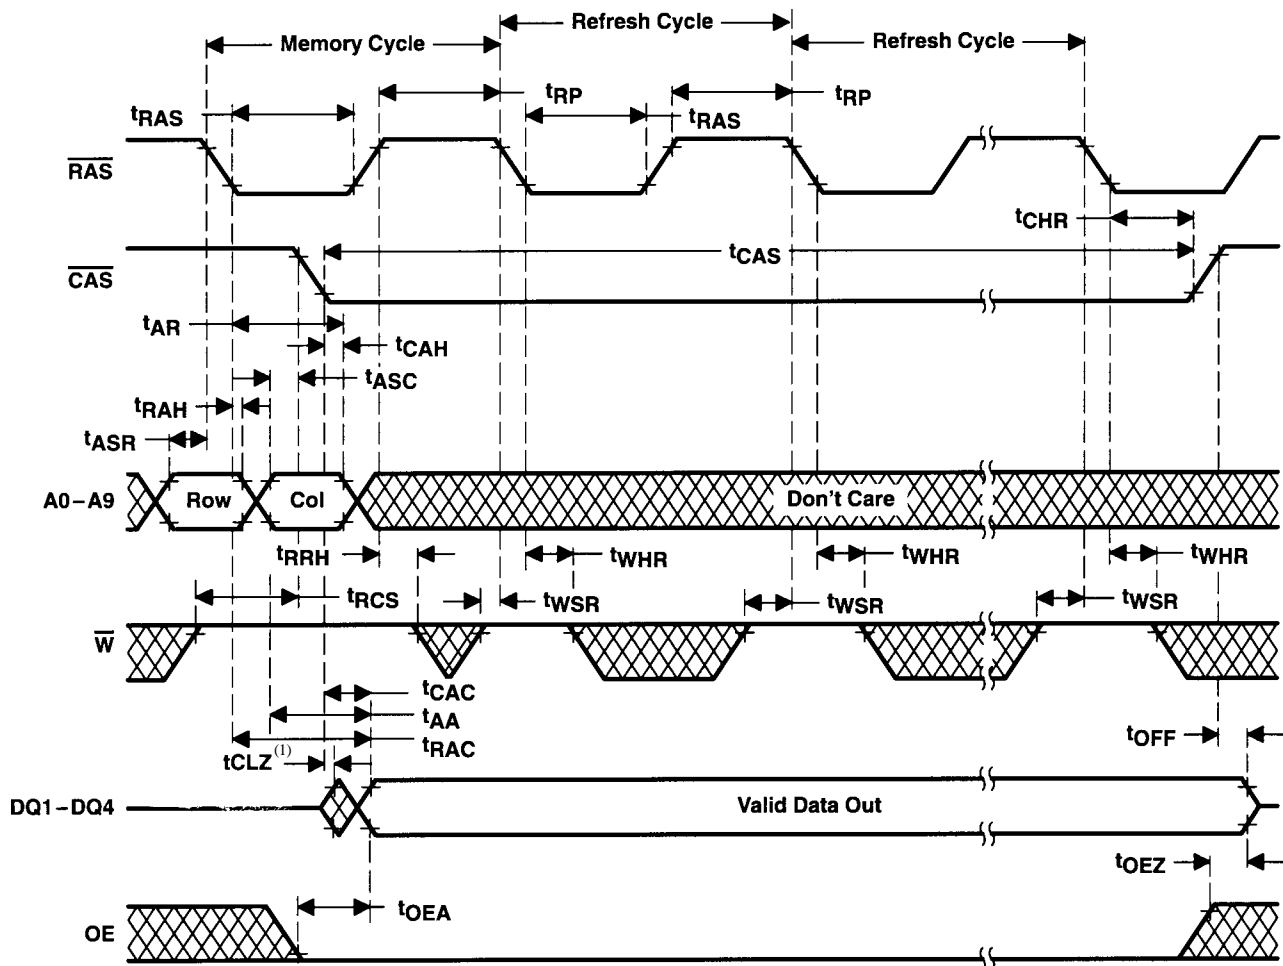 Refresh Cycle
Memory Cycle
Refresh Cycle
tRAS
tRP
tRAS
tRP
RAS
tCHR
CAS
tCAS
tAR
tCAH
tASC
tRAH
tASR
A0–A9
Row
Col
Don't Care
tRRH
tWHR
tWHR
tWHR
tRCS
tWSR
tWSR
tWSR
W
tCAC
tAA
tRAC
tOFF
tCLZ(1)
DQ1–DQ4
Valid Data Out
tOEZ
tOEA
OE